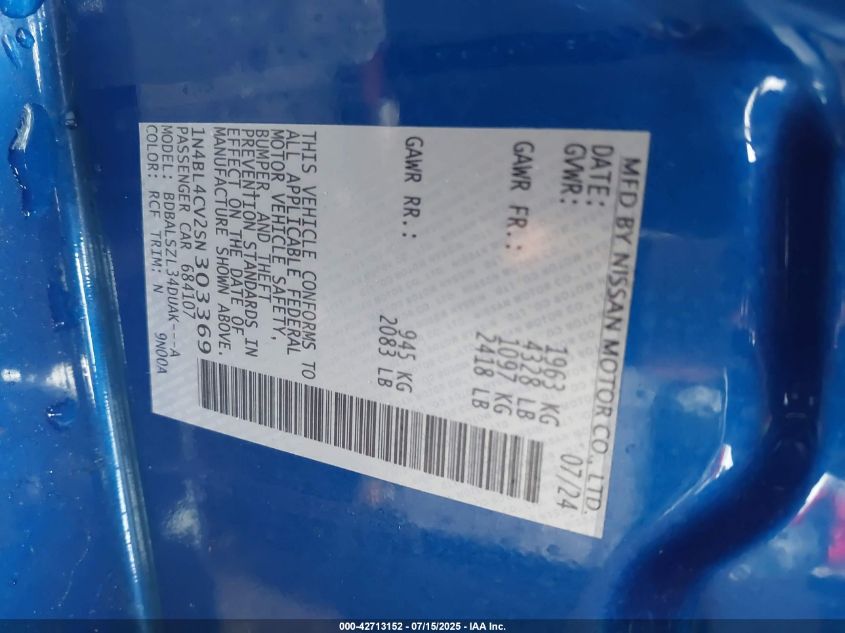 MFD BY NISSAN MOTOR CO., LTD.
DATE: 07/24
GVWR: 1963 KG
4328 LB
GAWR FR.: 1097 KG
2418 LB
GAWR RR.: 945 KG
2083 LB
THIS VEHICLE CONFORMS TO
ALL APPLICABLE FEDERAL
MOTOR VEHICLE SAFETY,
BUMPER AND THEFT
PREVENTION STANDARDS IN
EFFECT ON THE DATE OF
MANUFACTURE SHOWN ABOVE.
1N4BL4CV2SN303369
PASSENGER CAR 684107
MODEL: BDBALSZL34DUAK---A
COLOR: RCF TRIM: N 9N00A
000-42713152 - 07/15/2025 - IAA Inc.